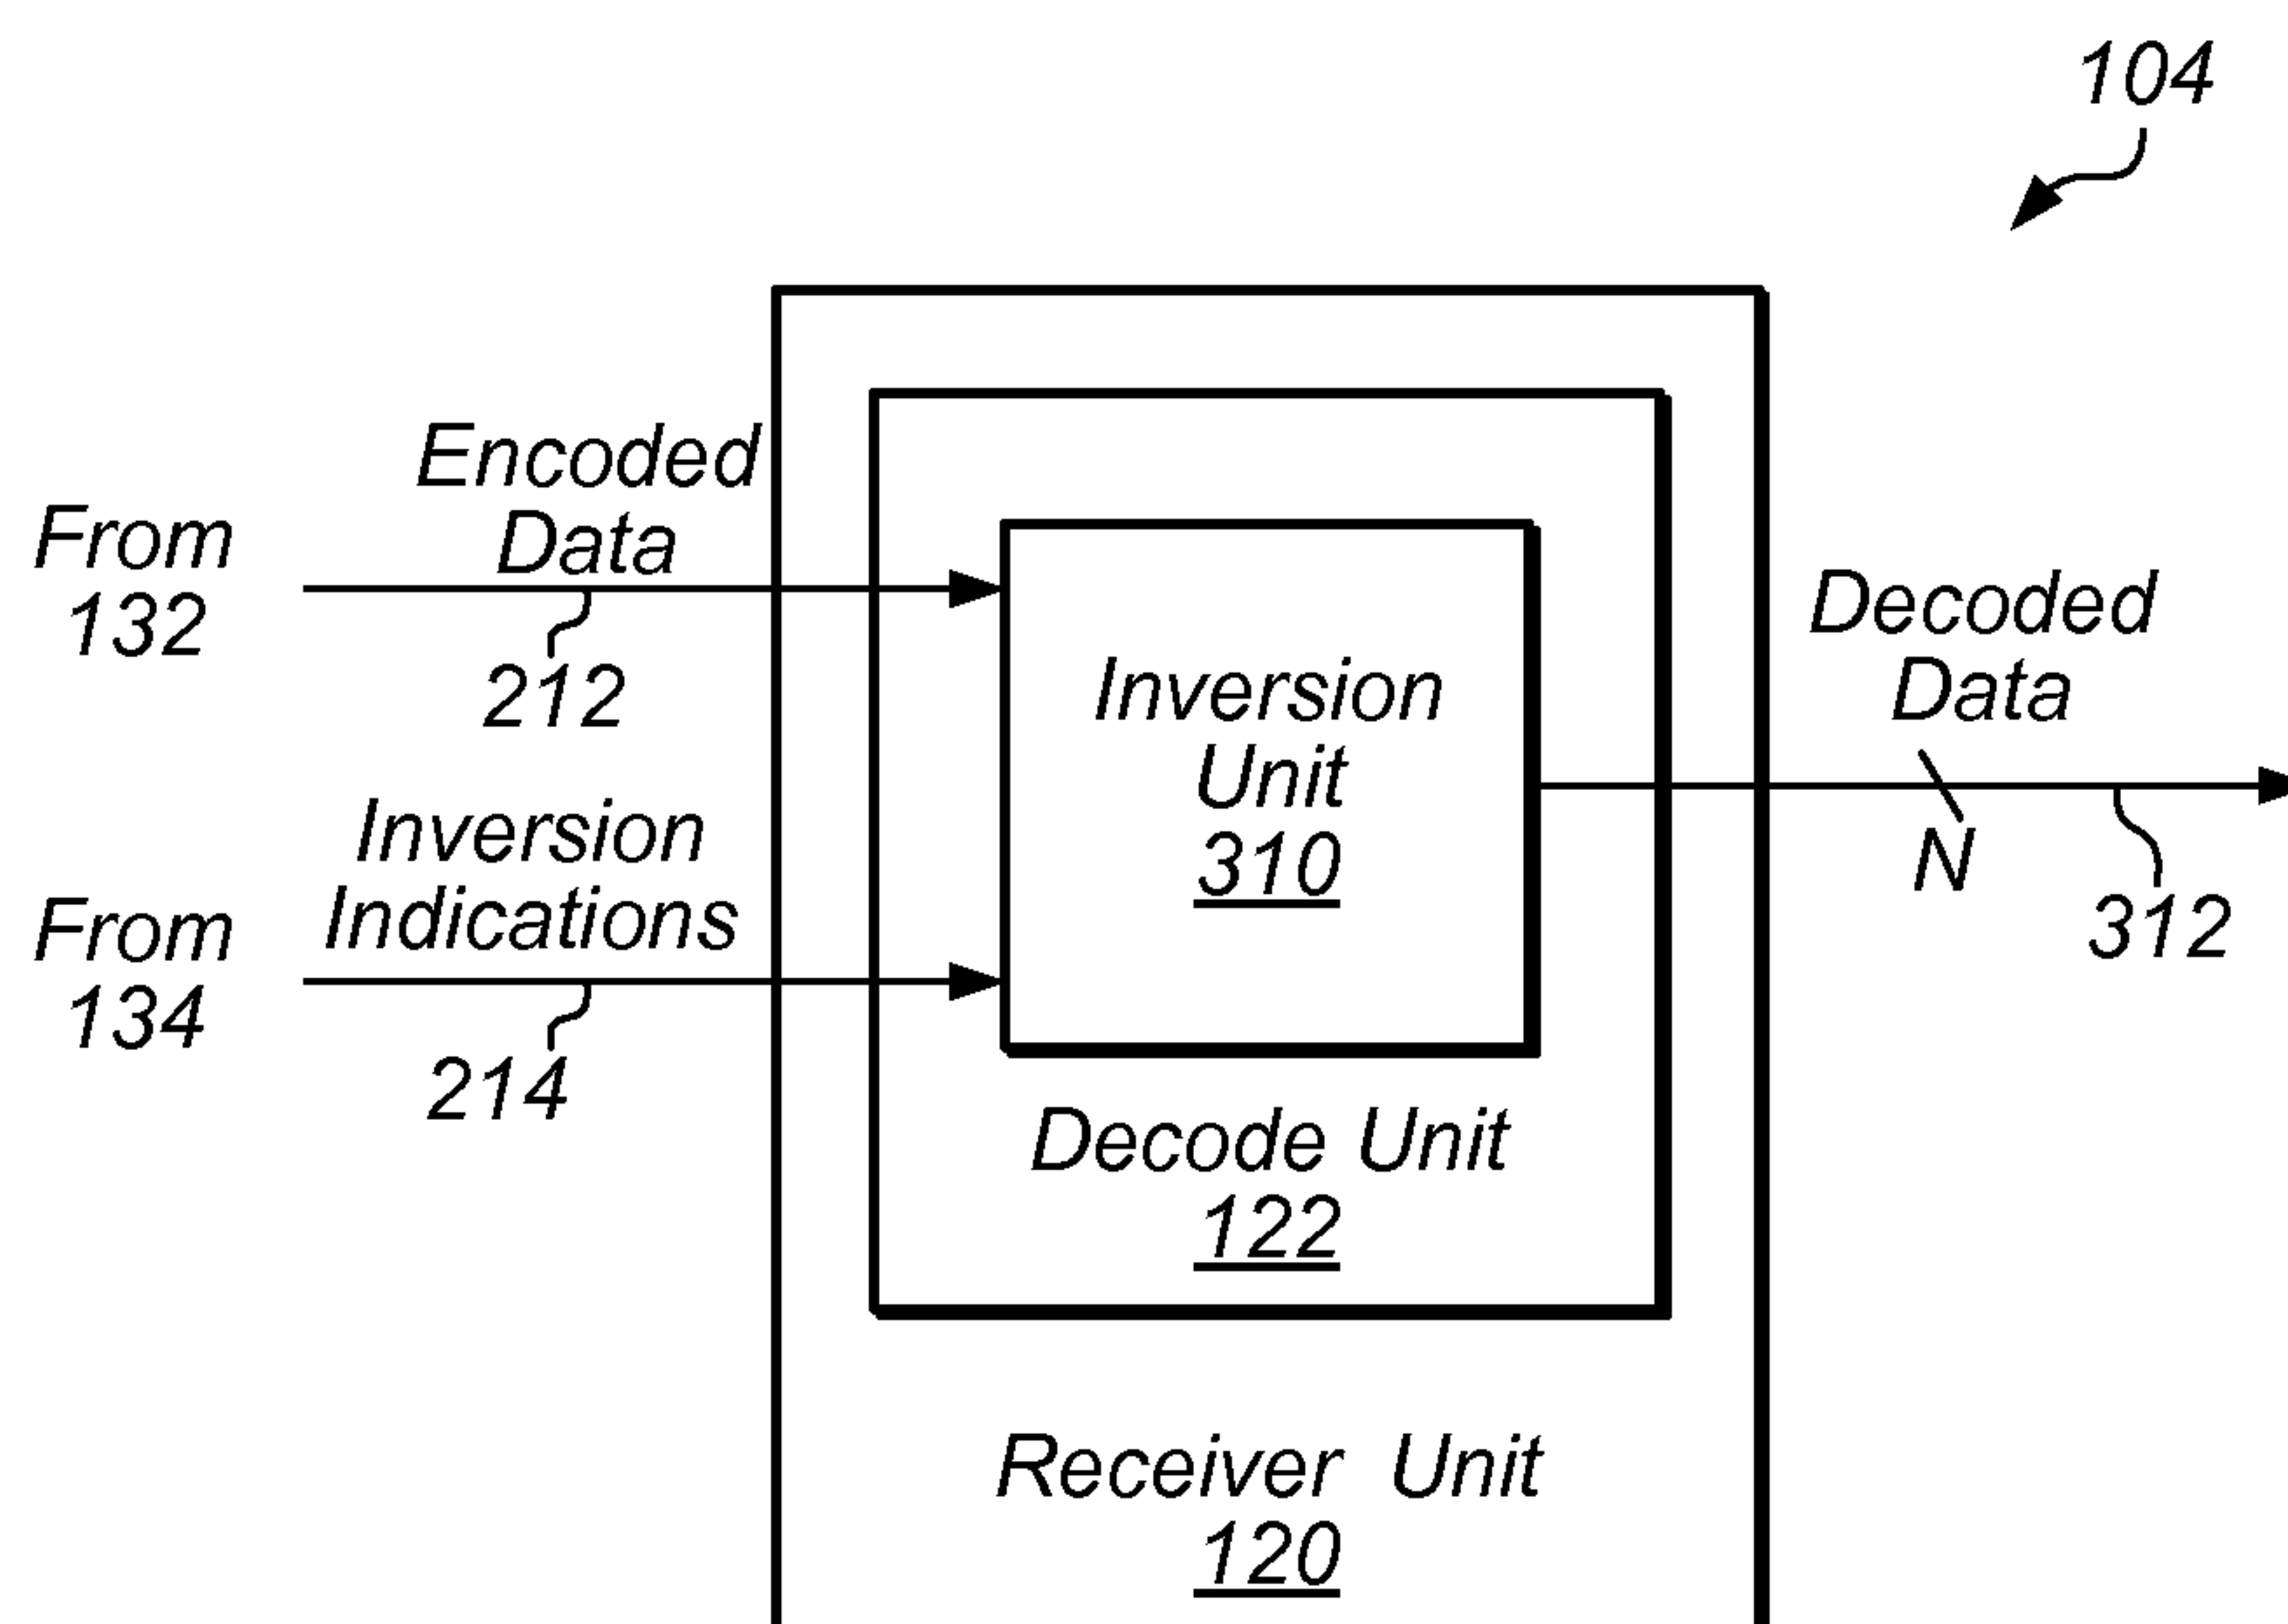 104
Encoded
Data
From
132
212
Inversion
Indications
From
134
214
Inversion
Unit
310
Decode Unit
122
Receiver Unit
120
Decoded
Data
N
312